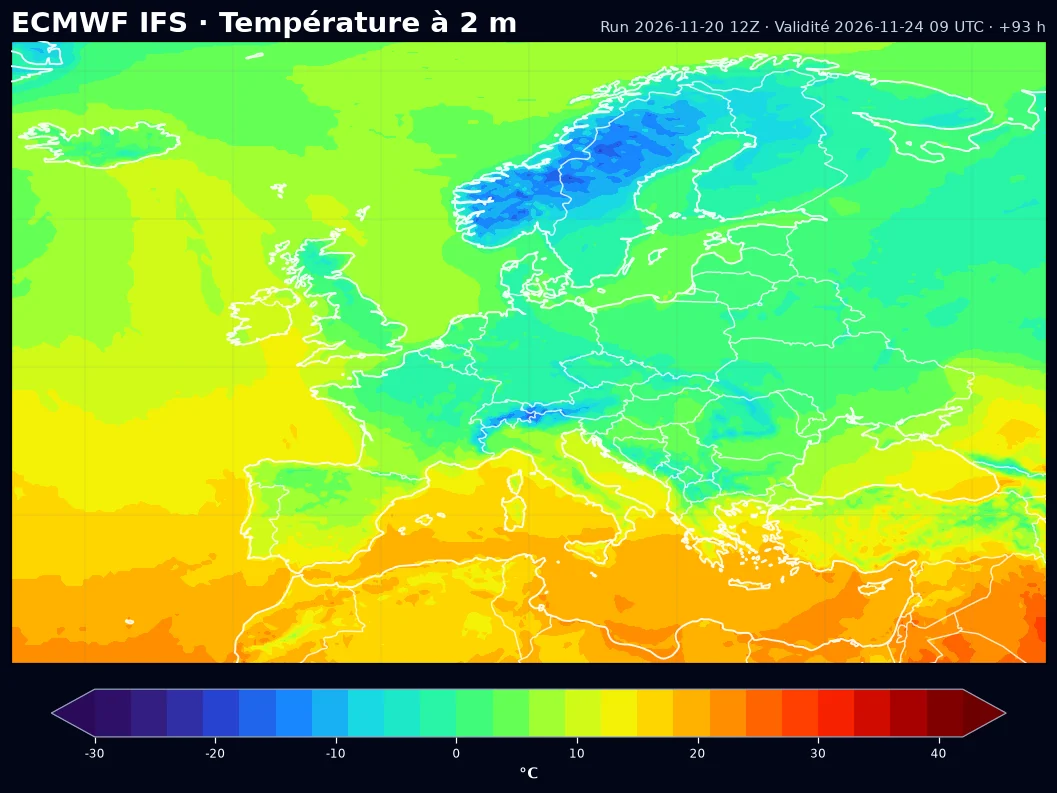 ECMWF IFS · Température à 2 m
Run 2026-11-20 12Z · Validité 2026-11-24 09 UTC · +93 h
-30 -20 -10 0 10 20 30 40
°C